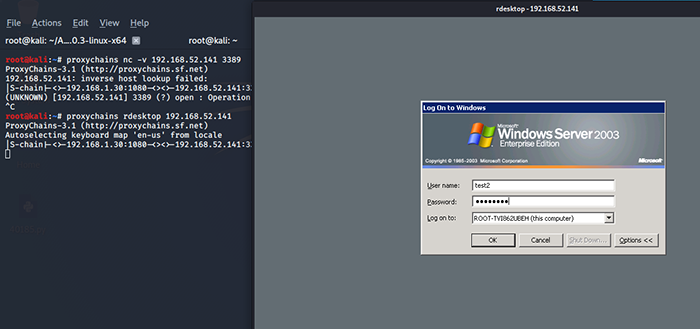 File Actions Edit View Help
root@kali: ~/A....0.3-linux-x64
root@kali: ~
root@kali:~# proxychains nc -v 192.168.52.141 3389
ProxyChains-3.1 (http://proxychains.sf.net)
192.168.52.141: inverse host lookup failed:
|S-chain|-<>-192.168.1.30:1080-<><>-192.168.52.141:33
(UNKNOWN) [192.168.52.141] 3389 (?) open : Operation
^C
root@kali:~# proxychains rdesktop 192.168.52.141
ProxyChains-3.1 (http://proxychains.sf.net)
Autoselecting keyboard map 'en-us' from locale
|S-chain|-<>-192.168.1.30:1080-<><>-192.168.52.141:33
rdesktop - 192.168.52.141
Log On to Windows
Microsoft
Windows Server 2003
Enterprise Edition
Copyright © 1985-2003 Microsoft Corporation
Microsoft
User name:
test2
Password:
●●●●●●●●
Log on to:
ROOT-TVI862UBEH (this computer)
OK
Cancel
Shut Down...
Options <<